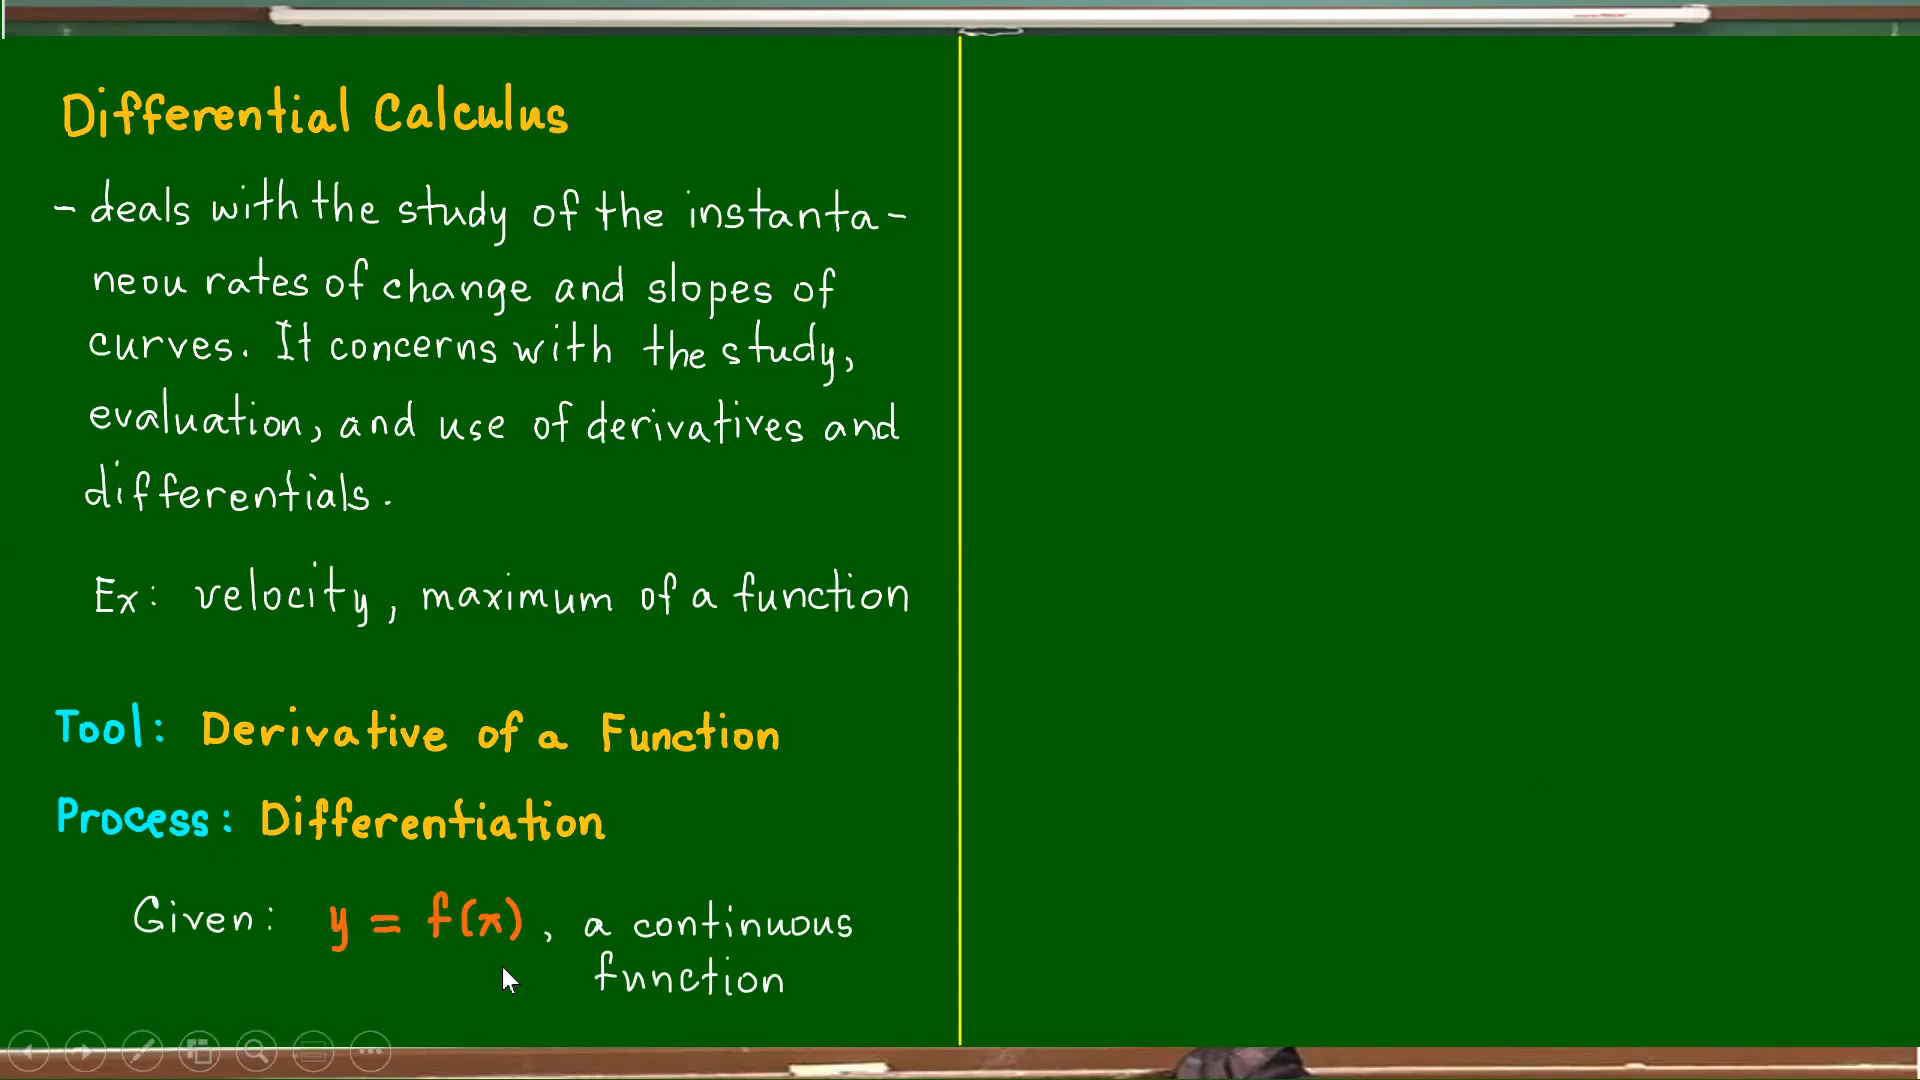 Differential Calculus
- deals with the study of the instanta-
neou rates of change and slopes of
curves. It concerns with the study,
evaluation, and use of derivatives and
differentials.
Ex: velocity, maximum of a function
Tool: Derivative of a Function
Process: Differentiation
Given: y = f(x), a continuous
function